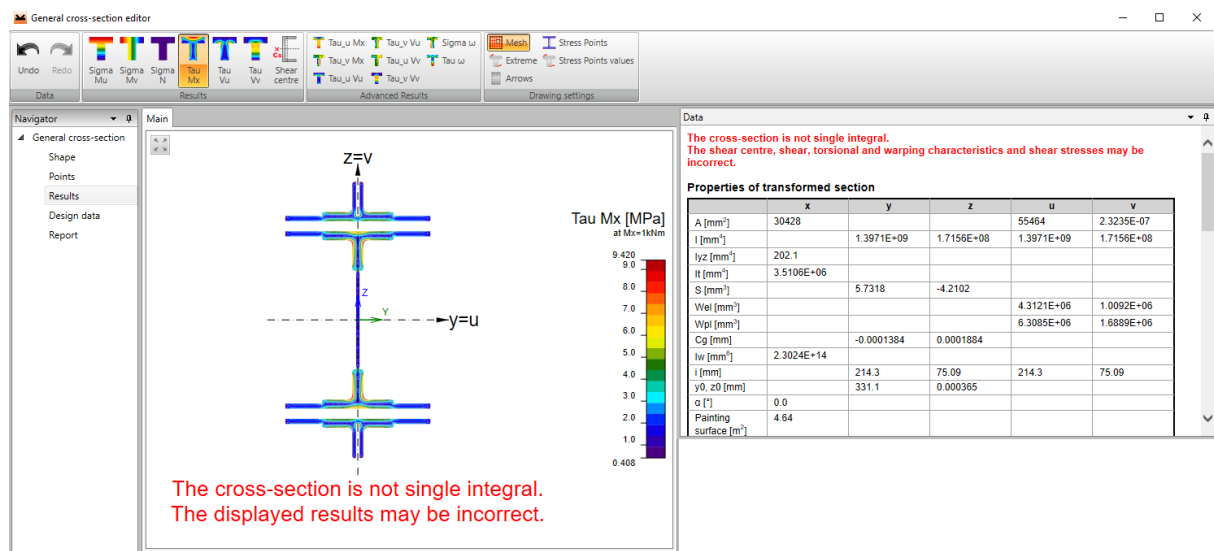 General cross-section editor
Undo Redo
Data
Sigma Mu
Sigma Mv
Sigma N
Tau Mx
Tau Vu
Tau Vv
Shear centre
Results
Tau_u Mx Tau_v Vu Sigma ω
Tau_v Mx Tau_u Vv Tau ω
Tau_u Vu Tau_v Vv
Advanced Results
Mesh Stress Points
Extreme Stress Points values
Arrows
Drawing settings
Navigator
General cross-section
Shape
Points
Results
Design data
Report
Main
z=v
Z
Y
y=u
Tau Mx [MPa]
at Mx=1kNm
9.420
9.0
8.0
7.0
6.0
5.0
4.0
3.0
2.0
1.0
0.408
The cross-section is not single integral.
The displayed results may be incorrect.
Data
The cross-section is not single integral.
The shear centre, shear, torsional and warping characteristics and shear stresses may be
incorrect.
Properties of transformed section
x y z u v
A [mm²] 30428 55464 2.3235E-07
I [mm⁴] 1.3971E+09 1.7156E+08 1.3971E+09 1.7156E+08
Iyz [mm⁴] 202.1
It [mm⁴] 3.5106E+06
S [mm³] 5.7318 -4.2102
Wel [mm³] 4.3121E+06 1.0092E+06
Wpl [mm³] 6.3085E+06 1.6889E+06
Cg [mm] -0.0001384 0.0001884
Iw [mm⁶] 2.3024E+14
i [mm] 214.3 75.09 214.3 75.09
y0, z0 [mm] 331.1 0.000365
α [°] 0.0
Painting surface [m²] 4.64